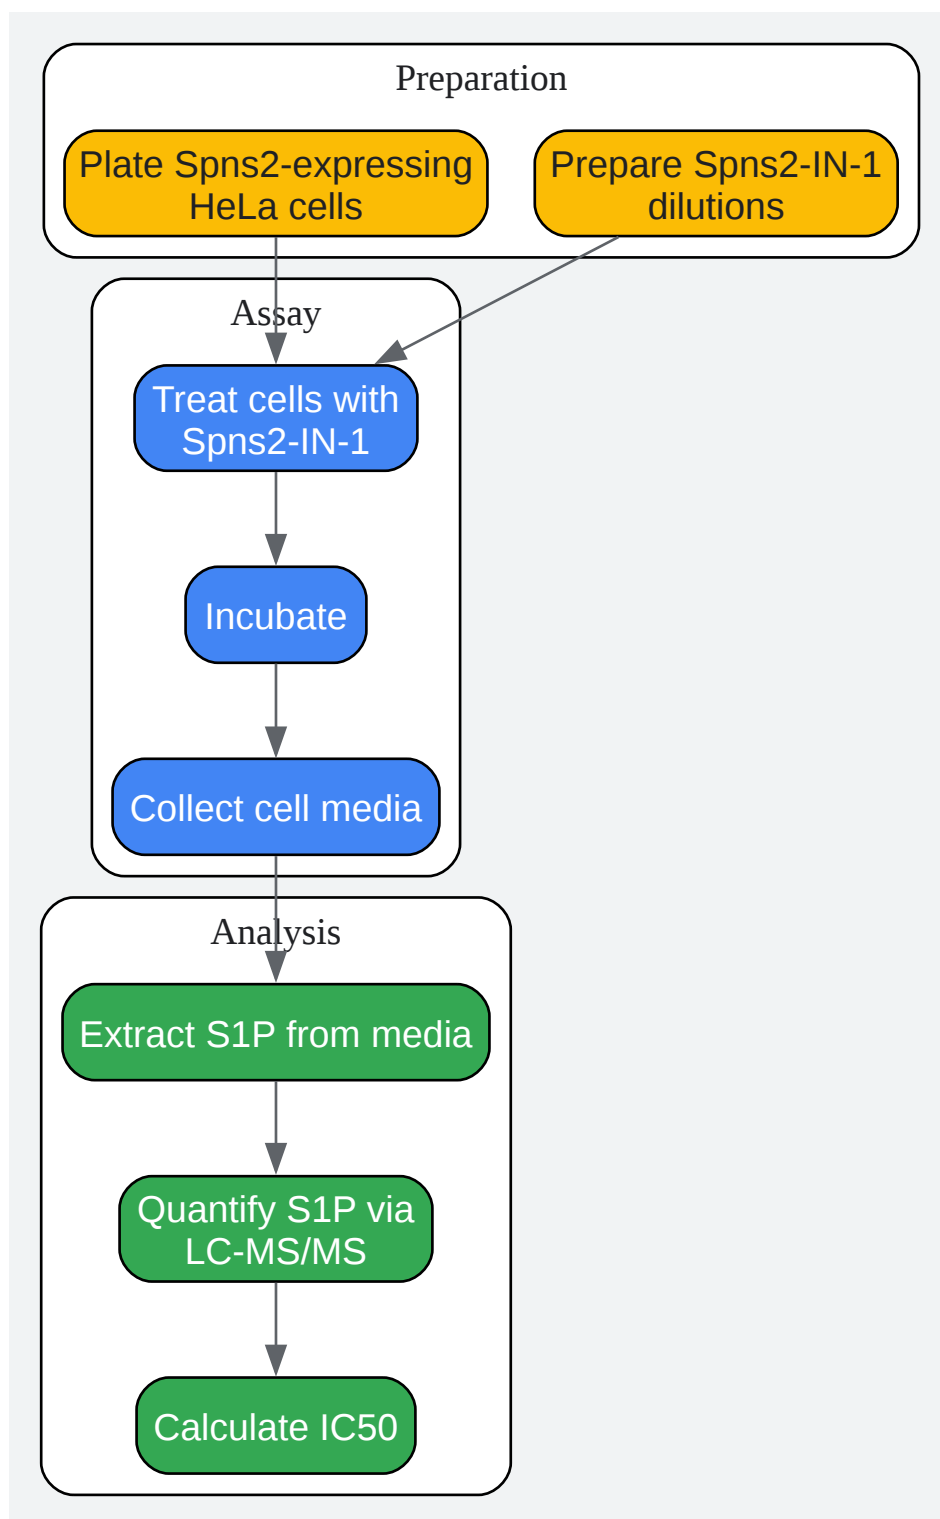 Preparation
Plate Spns2-expressing
HeLa cells
Prepare Spns2-IN-1
dilutions
Assay
Treat cells with
Spns2-IN-1
Incubate
Collect cell media
Analysis
Extract S1P from media
Quantify S1P via
LC-MS/MS
Calculate IC50